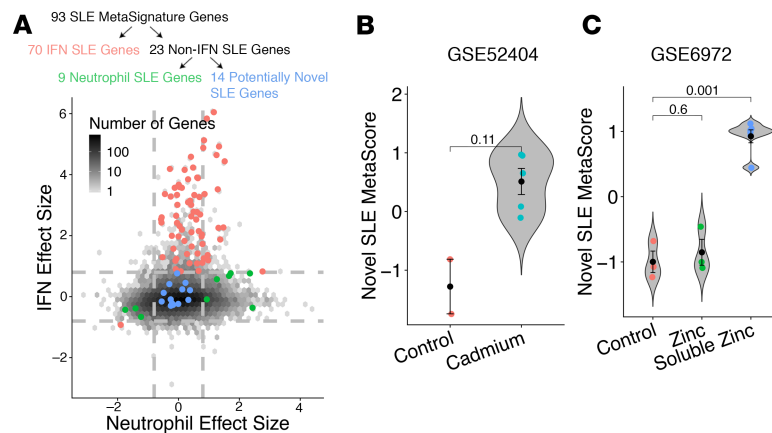 A
93 SLE MetaSignature Genes
70 IFN SLE Genes
23 Non-IFN SLE Genes
9 Neutrophil SLE Genes
14 Potentially Novel
SLE Genes
Number of Genes
100
10
1
6
4
2
0
−2
IFN Effect Size
−2
0
2
4
Neutrophil Effect Size
B
GSE52404
2
1
0
−1
Novel SLE MetaScore
0.11
Control
Cadmium
C
GSE6972
1
0
−1
Novel SLE MetaScore
0.001
0.6
Control
Zinc
Soluble Zinc